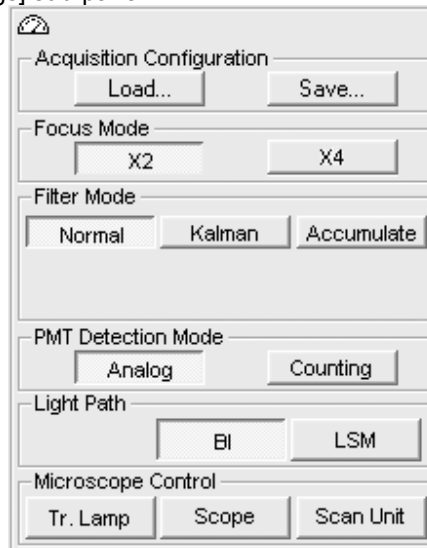 Acquisition Configuration
Load... Save...
Focus Mode
X2 X4
Filter Mode
Normal Kalman Accumulate
PMT Detection Mode
Analog Counting
Light Path
BI LSM
Microscope Control
Tr. Lamp Scope Scan Unit